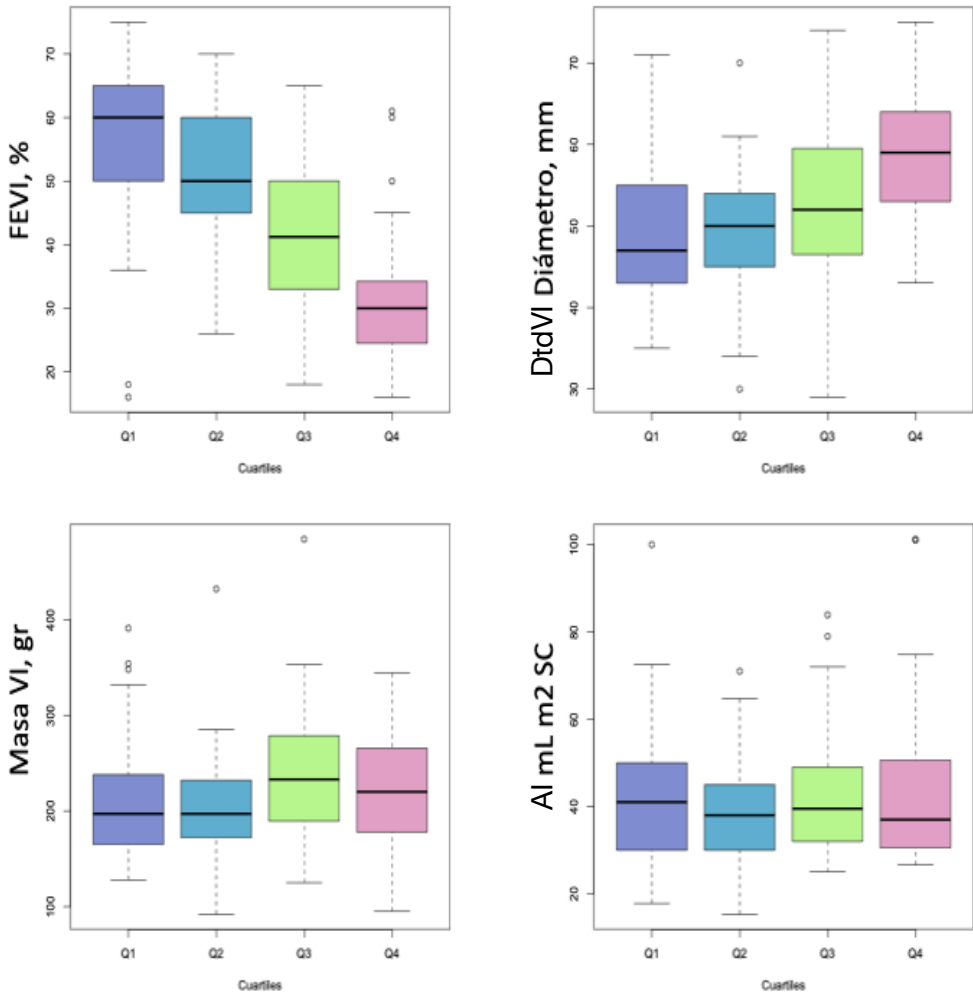 FEVI, %
70
60
50
40
30
20
Q1 Q2 Q3 Q4
Cuartiles
DtdVI Diámetro, mm
70
60
50
40
30
Q1 Q2 Q3 Q4
Cuartiles
Masa VI, gr
400
300
200
100
Q1 Q2 Q3 Q4
Cuartiles
AI mL m2 SC
100
80
60
40
20
Q1 Q2 Q3 Q4
Cuartiles